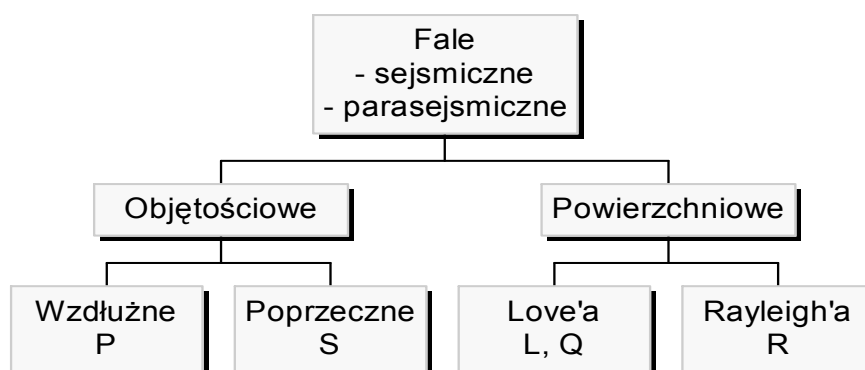 Fale
- sejsmiczne
- parasejsmiczne
Objętościowe
Powierzchniowe
Wzdłużne
P
Poprzeczne
S
Love'a
L, Q
Rayleigh'a
R